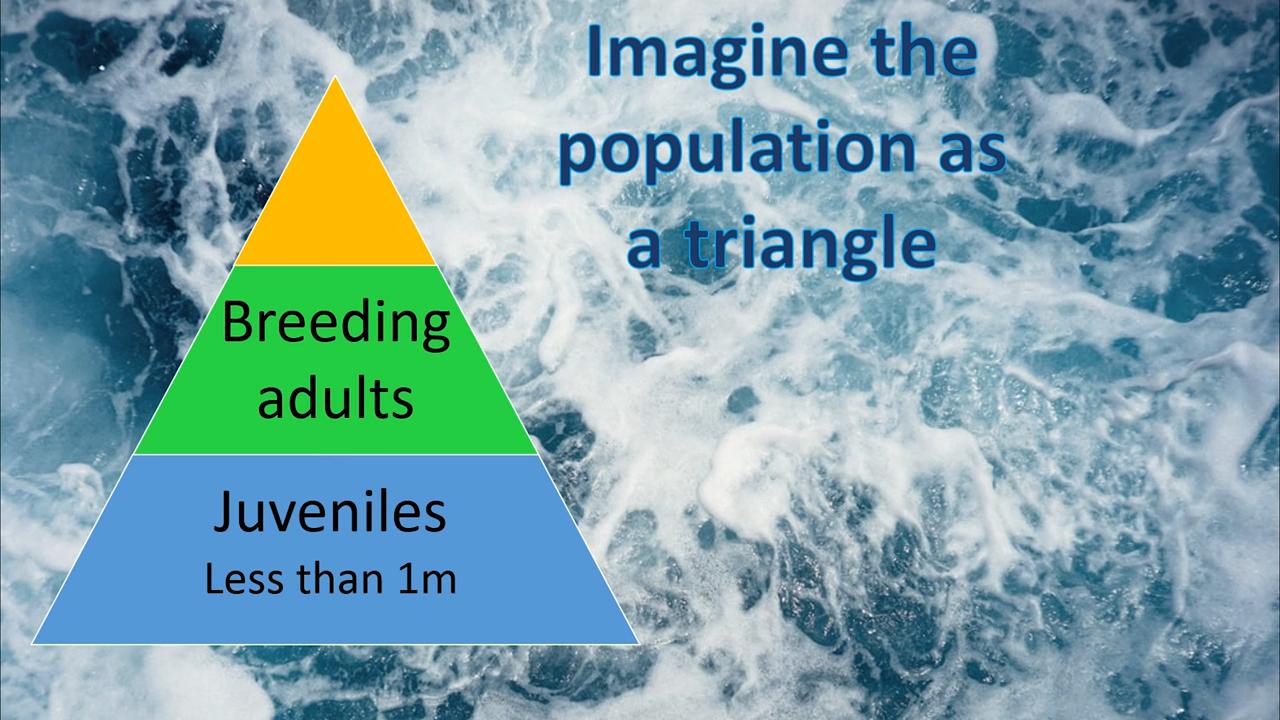 Imagine the
population as
a triangle
Breeding
adults
Juveniles
Less than 1m